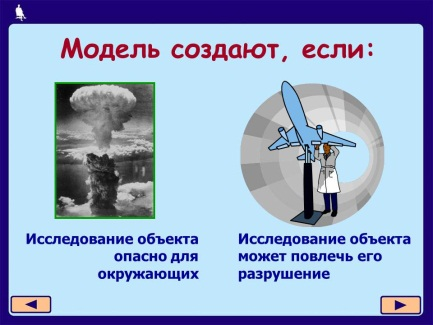 Модель создают, если:
Исследование объекта
опасно для
окружающих
Исследование объекта
может повлечь его
разрушение